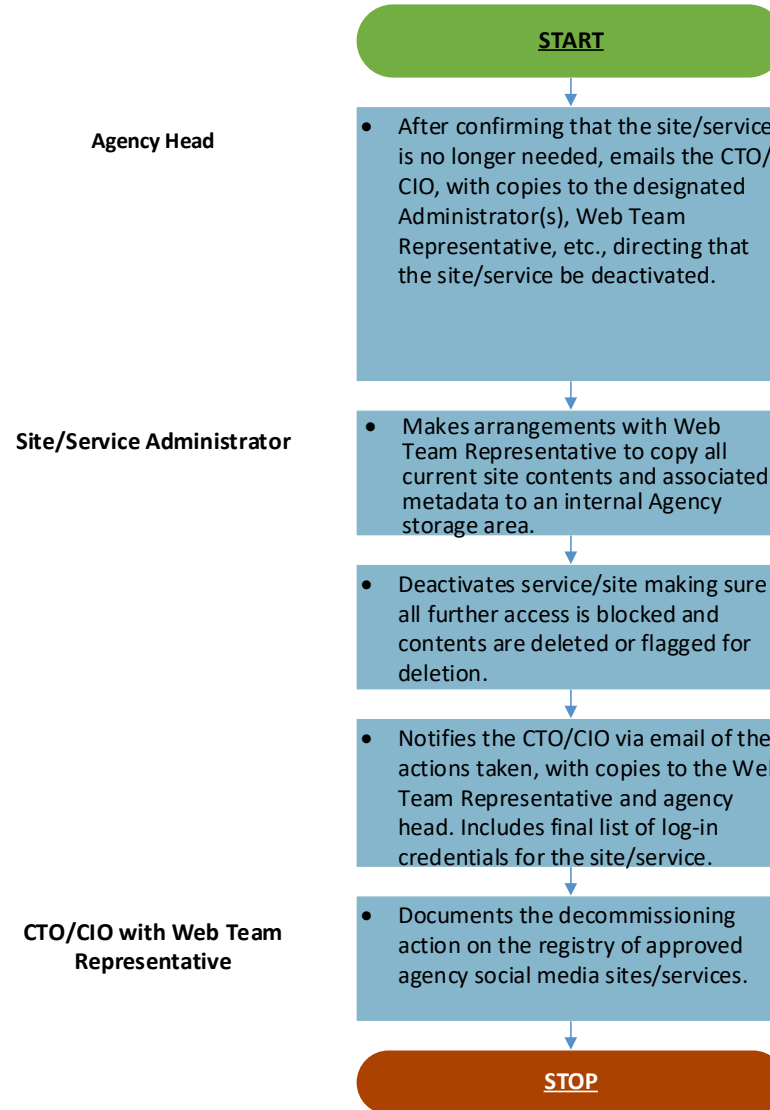 START
Agency Head
• After confirming that the site/service
is no longer needed, emails the CTO/
CIO, with copies to the designated
Administrator(s), Web Team
Representative, etc., directing that
the site/service be deactivated.
Site/Service Administrator
• Makes arrangements with Web
Team Representative to copy all
current site contents and associated
metadata to an internal Agency
storage area.
• Deactivates service/site making sure
all further access is blocked and
contents are deleted or flagged for
deletion.
• Notifies the CTO/CIO via email of the
actions taken, with copies to the Web
Team Representative and agency
head. Includes final list of log-in
credentials for the site/service.
CTO/CIO with Web Team
Representative
• Documents the decommissioning
action on the registry of approved
agency social media sites/services.
STOP